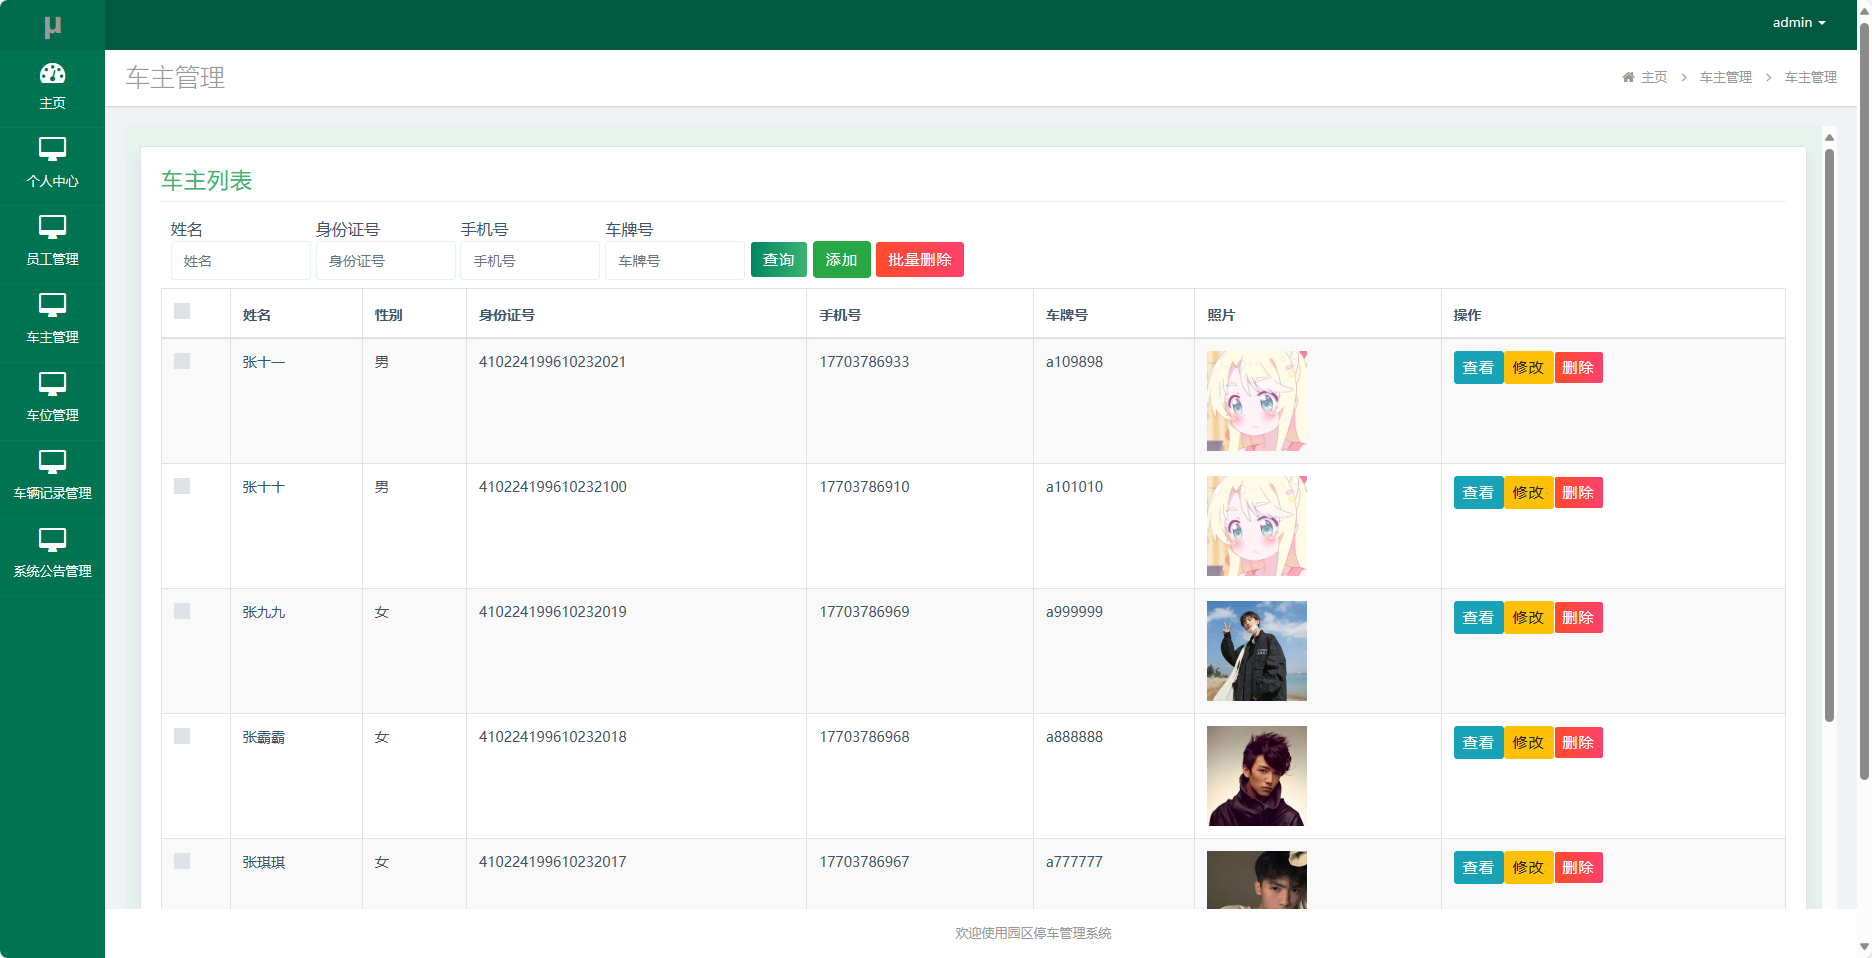 μ
admin
主页
个人中心
员工管理
车主管理
车位管理
车辆记录管理
系统公告管理
车主管理
主页 > 车主管理 > 车主管理
车主列表
姓名 身份证号 手机号 车牌号
姓名 身份证号 手机号 车牌号 查询 添加 批量删除
姓名 性别 身份证号 手机号 车牌号 照片 操作
张十一 男 410224199610232021 17703786933 a109898 查看 修改 删除
张十十 男 410224199610232100 17703786910 a101010 查看 修改 删除
张九九 女 410224199610232019 17703786969 a999999 查看 修改 删除
张霸霸 女 410224199610232018 17703786968 a888888 查看 修改 删除
张琪琪 女 410224199610232017 17703786967 a777777 查看 修改 删除
欢迎使用园区停车管理系统